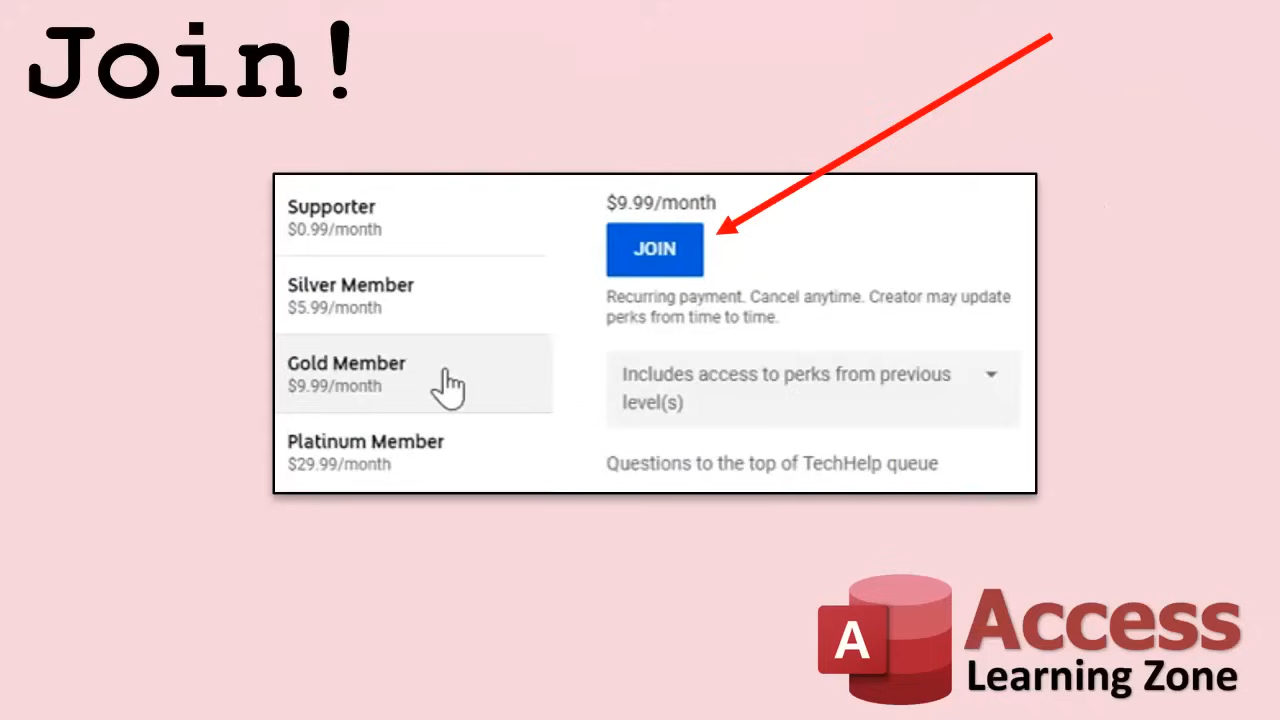 Join!
Supporter
$0.99/month
Silver Member
$5.99/month
Gold Member
$9.99/month
Platinum Member
$29.99/month
$9.99/month
JOIN
Recurring payment. Cancel anytime. Creator may update
perks from time to time.
Includes access to perks from previous
level(s)
Questions to the top of TechHelp queue
A
Access
Learning Zone